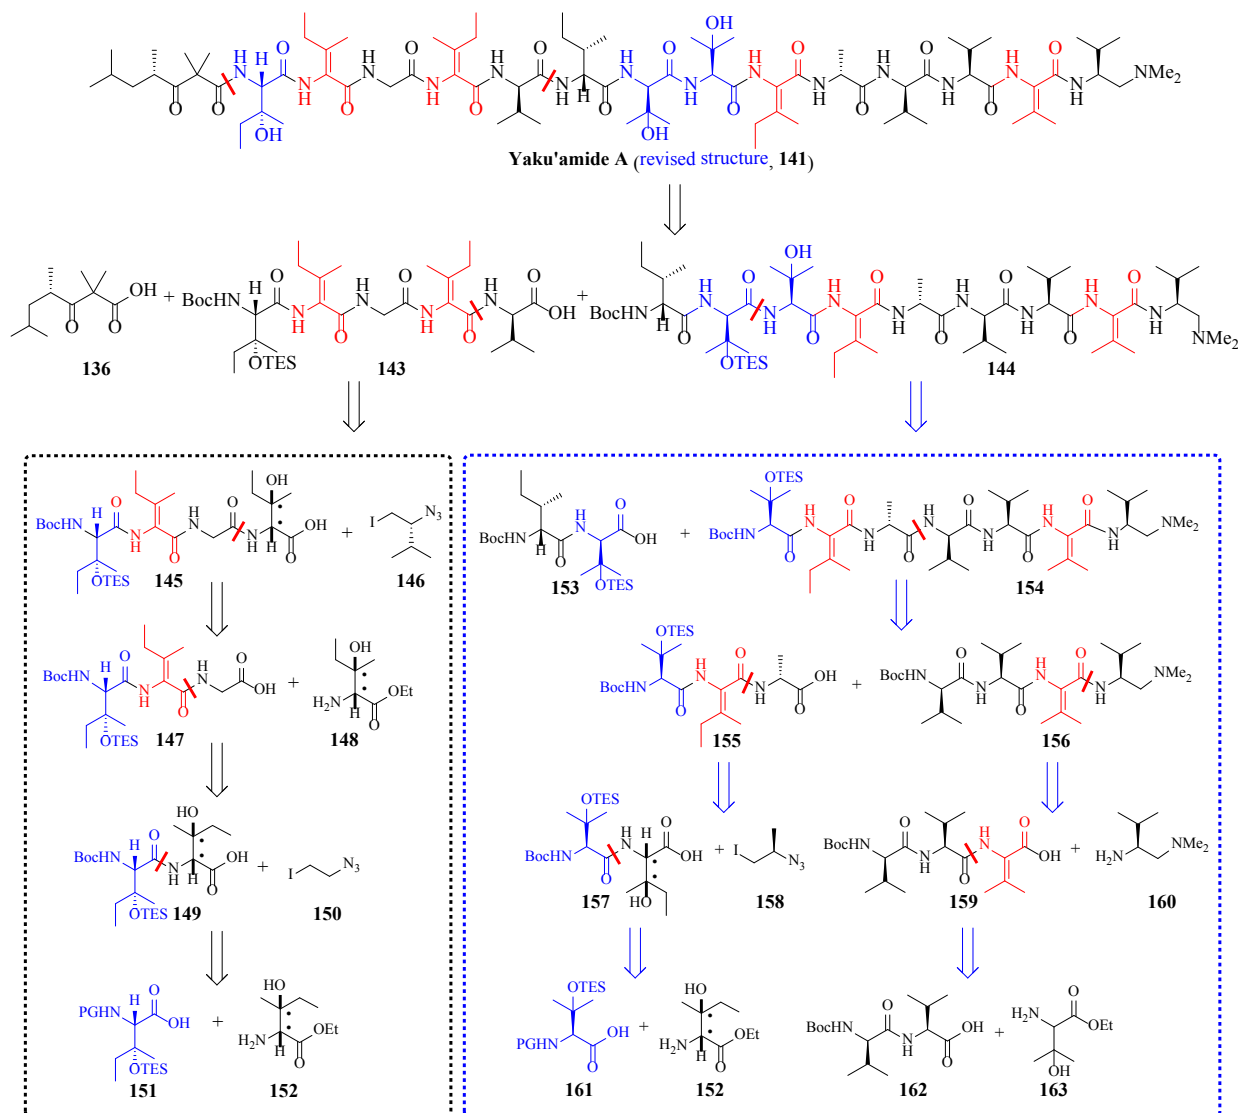 OH
H
N
O
H
N
O
H
N
O
H
N
O
H
N
O
H
N
O
H
N
O
NMe2
O
O
N
H
O
N
H
O
N
H
O
N
H
O
N
H
O
N
H
O
N
H
OH
OH
Yaku'amide A (revised structure, 141)
OH
O
O
OH
+
BocHN
H
O
H
N
O
H
N
O
N
H
O
N
H
O
OH
OTES
+
BocHN
H
O
H
N
O
N
H
O
H
N
O
N
H
O
H
N
O
N
H
O
H
N
O
N
H
NMe2
OTES
136
143
144
OTES
BocHN
H
O
N
H
O
H
N
O
N
H
H
OH
O
OH
OTES
145
+
I
N3
146
BocHN
H
O
OH
N
H
O
OTES
153
+
BocHN
O
H
N
O
N
H
O
H
N
O
N
H
O
H
N
O
N
H
NMe2
154
OTES
BocHN
H
O
N
H
O
H
N
O
OH
OTES
147
+
OH
H2N
H
OEt
O
148
BocHN
O
H
N
O
N
H
O
OH
155
+
BocHN
O
H
N
O
N
H
O
H
N
O
N
H
NMe2
156
HO
BocHN
H
O
N
H
H
OH
O
OTES
149
+
I
N3
150
OTES
BocHN
O
H
N
H
O
OH
HO
157
+
I
N3
158
BocHN
O
H
N
O
N
H
O
H
N
O
OH
159
+
H2N
NMe2
160
PGHN
H
O
OH
OTES
151
+
HO
H2N
H
OEt
O
152
OTES
PGHN
OH
O
161
+
HO
H2N
H
OEt
O
152
BocHN
O
N
H
OH
O
162
+
H2N
O
OEt
OH
163